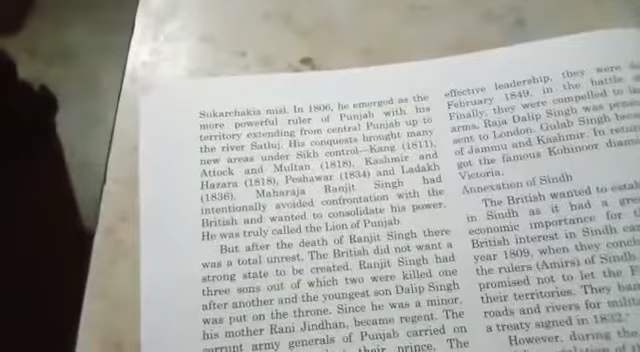 Sukarchakia misl. In 1806, he emerged as the
more powerful ruler of Punjab with his
territory extending from central Punjab up to
the river Satluj. His conquests brought many
new areas under Sikh control—Kang (1811),
Attock and Multan (1818), Kashmir and
Hazara (1818), Peshawar (1834) and Ladakh
(1836). Maharaja Ranjit Singh had
intentionally avoided confrontation with the
British and wanted to consolidate his power.
He was truly called the Lion of Punjab.
But after the death of Ranjit Singh there
was a total unrest. The British did not want a
strong state to be created. Ranjit Singh had
three sons out of which two were killed one
after another and the youngest son Dalip Singh
was put on the throne. Since he was a minor,
his mother Rani Jindhan, became regent. The
corrupt army generals of Punjab carried on
their prince. The
effective leadership, they were
February 1849, in the battle
Finally, they were compelled to
arms. Raja Dalip Singh was
sent to London. Gulab Singh
of Jammu and Kashmir. In
got the famous Kohinoor
Victoria.
Annexation of Sindh
The British wanted to
in Sindh as it had a
economic importance for
British interest in Sindh
year 1809, when they
the rulers (Amirs) of Sindh
promised not to let the
their territories. They
roads and rivers for
a treaty signed in 1832.
However, during the